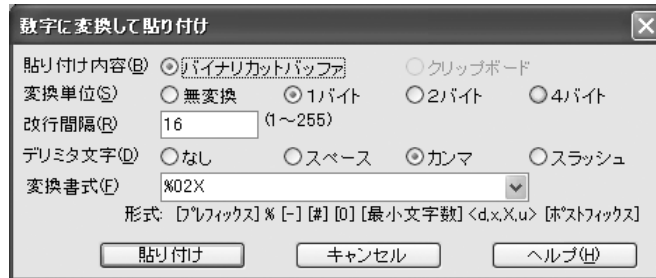 数字に変換して貼り付け
貼り付け内容(B) バイナリカットバッファ クリップボード
変換単位(S) 無変換 1バイト 2バイト 4バイト
改行間隔(R) 16 (1～255)
デリミタ文字(D) なし スペース カンマ スラッシュ
変換書式(F) %02X
形式: [プレフィックス] % [-] [#] [0] [最小文字数] <d,x,X,u> [ポストフィックス]
貼り付け キャンセル ヘルプ(H)